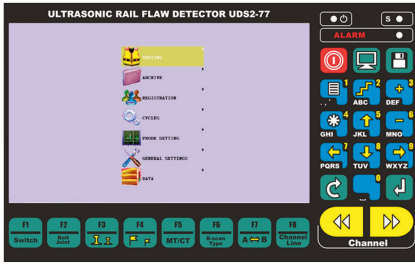 ULTRASONIC RAIL FLAW DETECTOR UDS2-77
S
ALARM
TESTING
ARCHIVE
REGISTRATION
CYCLES
PROBE SETTING
GENERAL SETTINGS
DATA
1 2 + 3
. , ' ABC DEF
4 5 - 6
GHI JKL MNO
7 8 9
PQRS TUV WXYZ
0
F1 F2 F3 F4 F5 F6 F7 F8
Switch Bolt Joint MT/CT B-scan Type A B Channel Line
Channel